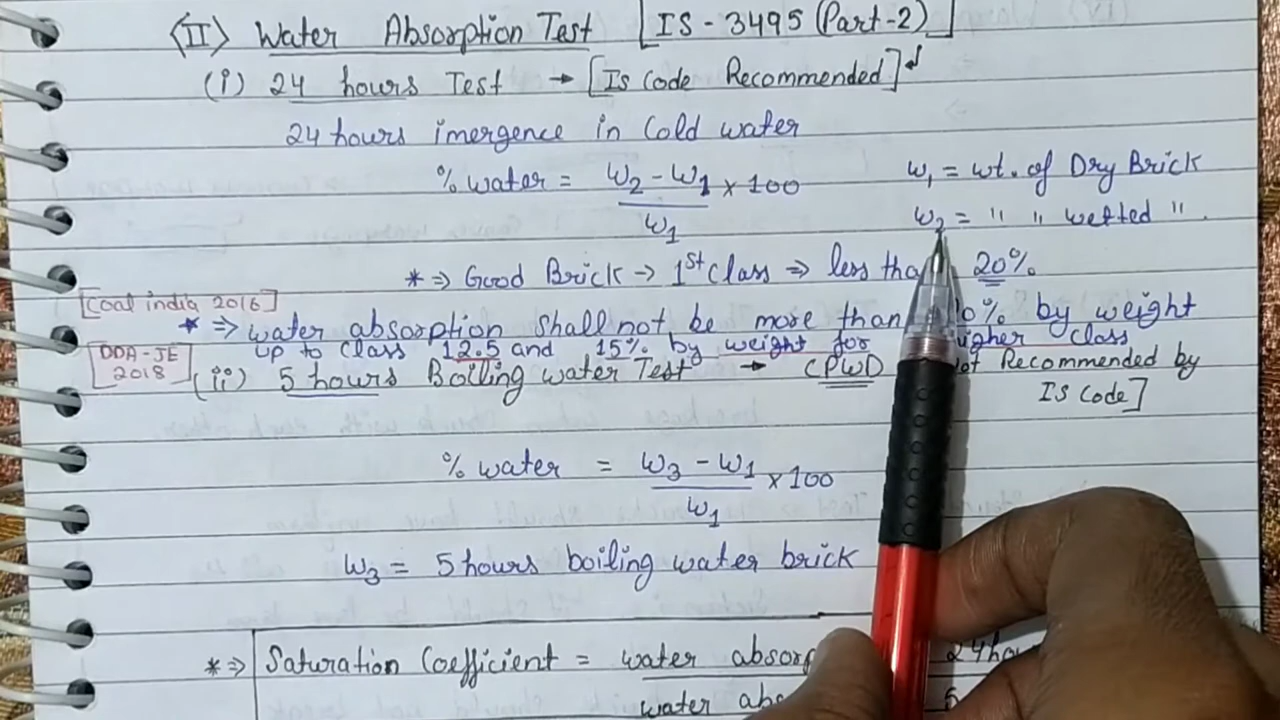 <II> Water Absorption Test [IS - 3495 (Part-2)]
(i) 24 hours Test → [Is Code Recommended]
24 hours imergence in Cold water
% water = (W2 - W1) / W1 × 100
W1 = wt. of Dry Brick
W2 = " " wetted ".
* ⇒ Good Brick → 1st Class ⇒ less 20%.
[Coal india 2016]
* ⇒ water absorption Shall not be more than by weight
up to class 12.5 and 15% by weight for class
DDA-JE
2018
(ii) 5 hours Boiling water Test → CPWD Recommended by
IS Code]
% water = (W3 - W1) / W1 × 100
W3 = 5 hours boiling water brick
* ⇒ Saturation Coefficient = water
water